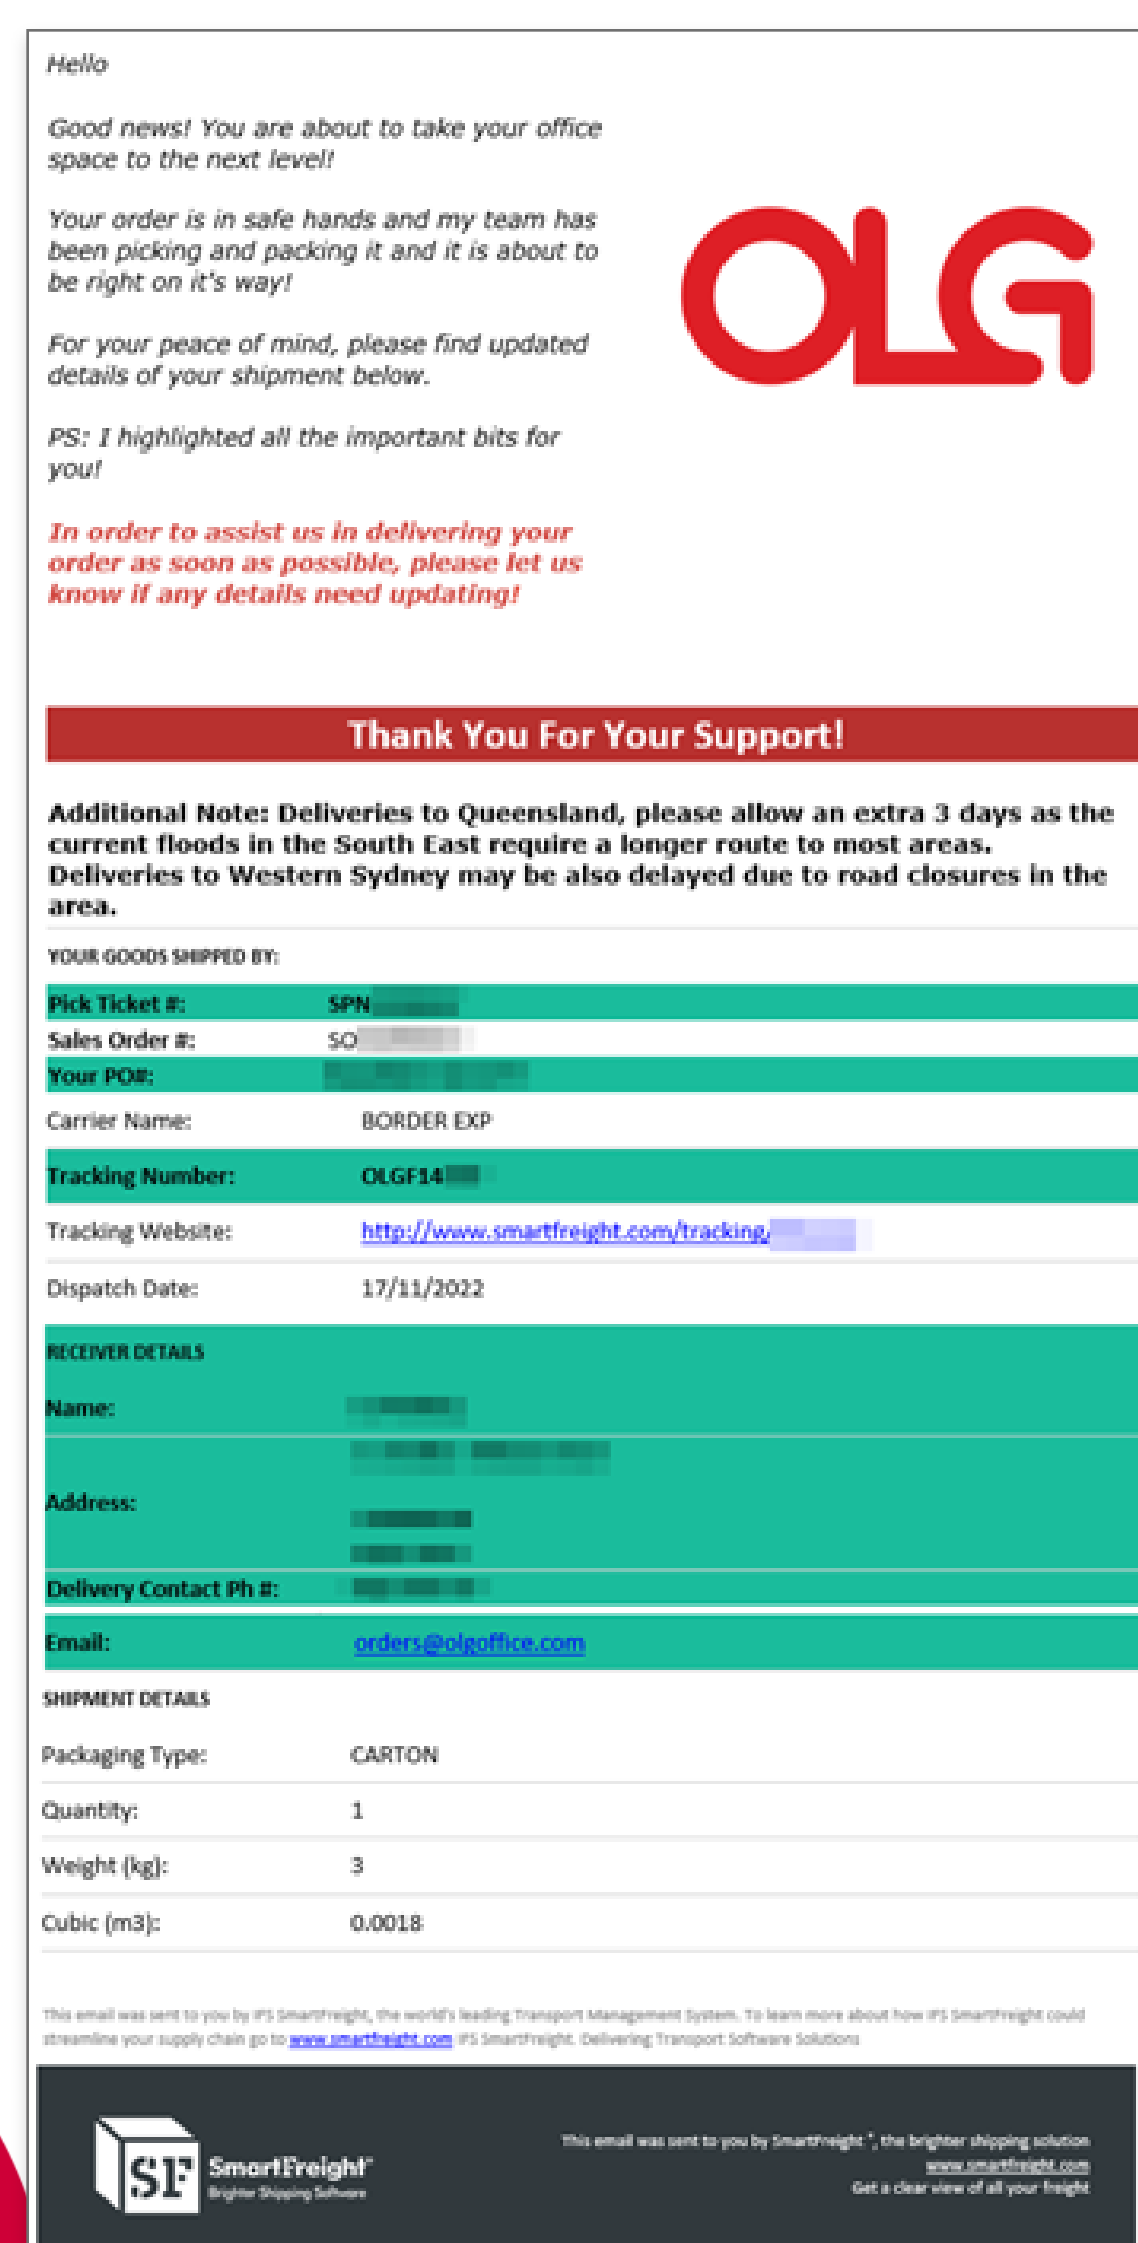 Hello
Good news! You are about to take your office
space to the next level!
Your order is in safe hands and my team has
been picking and packing it and it is about to
be right on it's way!
For your peace of mind, please find updated
details of your shipment below.
PS: I highlighted all the important bits for
you!
In order to assist us in delivering your
order as soon as possible, please let us
know if any details need updating!
OLG
Thank You For Your Support!
Additional Note: Deliveries to Queensland, please allow an extra 3 days as the
current floods in the South East require a longer route to most areas.
Deliveries to Western Sydney may be also delayed due to road closures in the
area.
YOUR GOODS SHIPPED BY:
Pick Ticket #: SPN
Sales Order #: SO
Your PO#:
Carrier Name: BORDER EXP
Tracking Number: OLGF14
Tracking Website: http://www.smartfreight.com/tracking/
Dispatch Date: 17/11/2022
RECEIVER DETAILS
Name:
Address:
Delivery Contact Ph #:
Email: orders@olgoffice.com
SHIPMENT DETAILS
Packaging Type: CARTON
Quantity: 1
Weight (kg): 3
Cubic (m3): 0.0018
This email was sent to you by IFS SmartFreight, the world's leading Transport Management System. To learn more about how IFS SmartFreight could
streamline your supply chain go to www.smartfreight.com IFS SmartFreight. Delivering Transport Software Solutions
SF
SmartFreight
Brighter Shipping Software
This email was sent to you by SmartFreight®, the brighter shipping solution
www.smartfreight.com
Get a clear view of all your freight